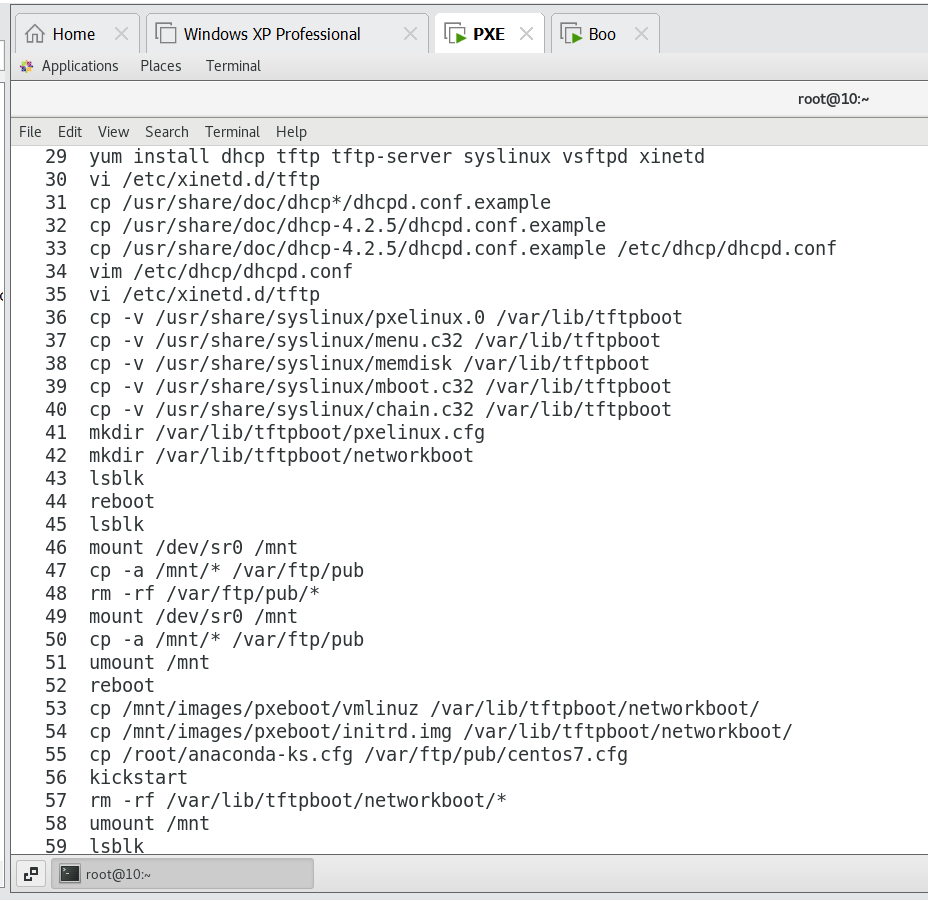 Home Windows XP Professional PXE Boo
Applications Places Terminal
root@10:~
File Edit View Search Terminal Help
29 yum install dhcp tftp tftp-server syslinux vsftpd xinetd
30 vi /etc/xinetd.d/tftp
31 cp /usr/share/doc/dhcp*/dhcpd.conf.example
32 cp /usr/share/doc/dhcp-4.2.5/dhcpd.conf.example
33 cp /usr/share/doc/dhcp-4.2.5/dhcpd.conf.example /etc/dhcp/dhcpd.conf
34 vim /etc/dhcp/dhcpd.conf
35 vi /etc/xinetd.d/tftp
36 cp -v /usr/share/syslinux/pxelinux.0 /var/lib/tftpboot
37 cp -v /usr/share/syslinux/menu.c32 /var/lib/tftpboot
38 cp -v /usr/share/syslinux/memdisk /var/lib/tftpboot
39 cp -v /usr/share/syslinux/mboot.c32 /var/lib/tftpboot
40 cp -v /usr/share/syslinux/chain.c32 /var/lib/tftpboot
41 mkdir /var/lib/tftpboot/pxelinux.cfg
42 mkdir /var/lib/tftpboot/networkboot
43 lsblk
44 reboot
45 lsblk
46 mount /dev/sr0 /mnt
47 cp -a /mnt/* /var/ftp/pub
48 rm -rf /var/ftp/pub/*
49 mount /dev/sr0 /mnt
50 cp -a /mnt/* /var/ftp/pub
51 umount /mnt
52 reboot
53 cp /mnt/images/pxeboot/vmlinuz /var/lib/tftpboot/networkboot/
54 cp /mnt/images/pxeboot/initrd.img /var/lib/tftpboot/networkboot/
55 cp /root/anaconda-ks.cfg /var/ftp/pub/centos7.cfg
56 kickstart
57 rm -rf /var/lib/tftpboot/networkboot/*
58 umount /mnt
59 lsblk
root@10:~